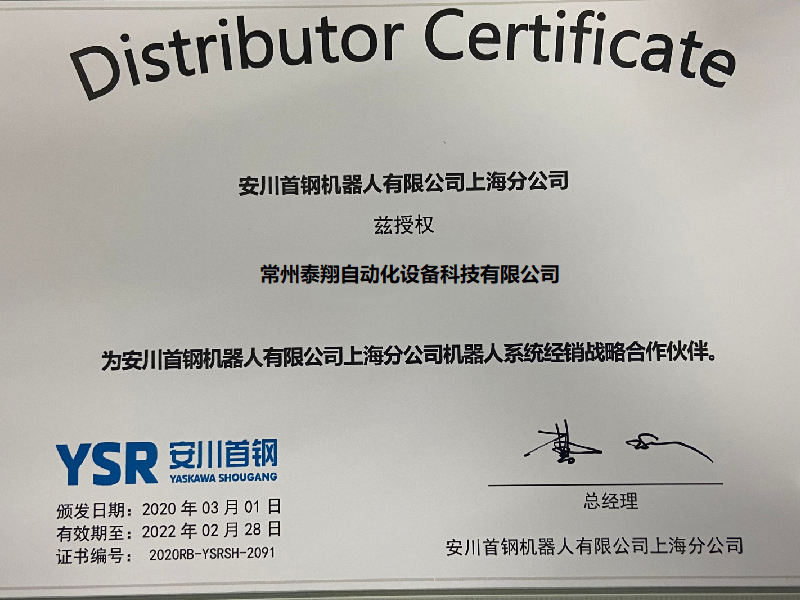 Distributor Certificate
安川首钢机器人有限公司上海分公司
兹授权
常州泰翔自动化设备科技有限公司
为安川首钢机器人有限公司上海分公司机器人系统经销战略合作伙伴。
YSR 安川首钢
YASKAWA SHOUGANG
颁发日期：2020 年 03 月 01 日
有效期至：2022 年 02 月 28 日
证书编号： 2020RB-YSRSH-2091
总经理
安川首钢机器人有限公司上海分公司